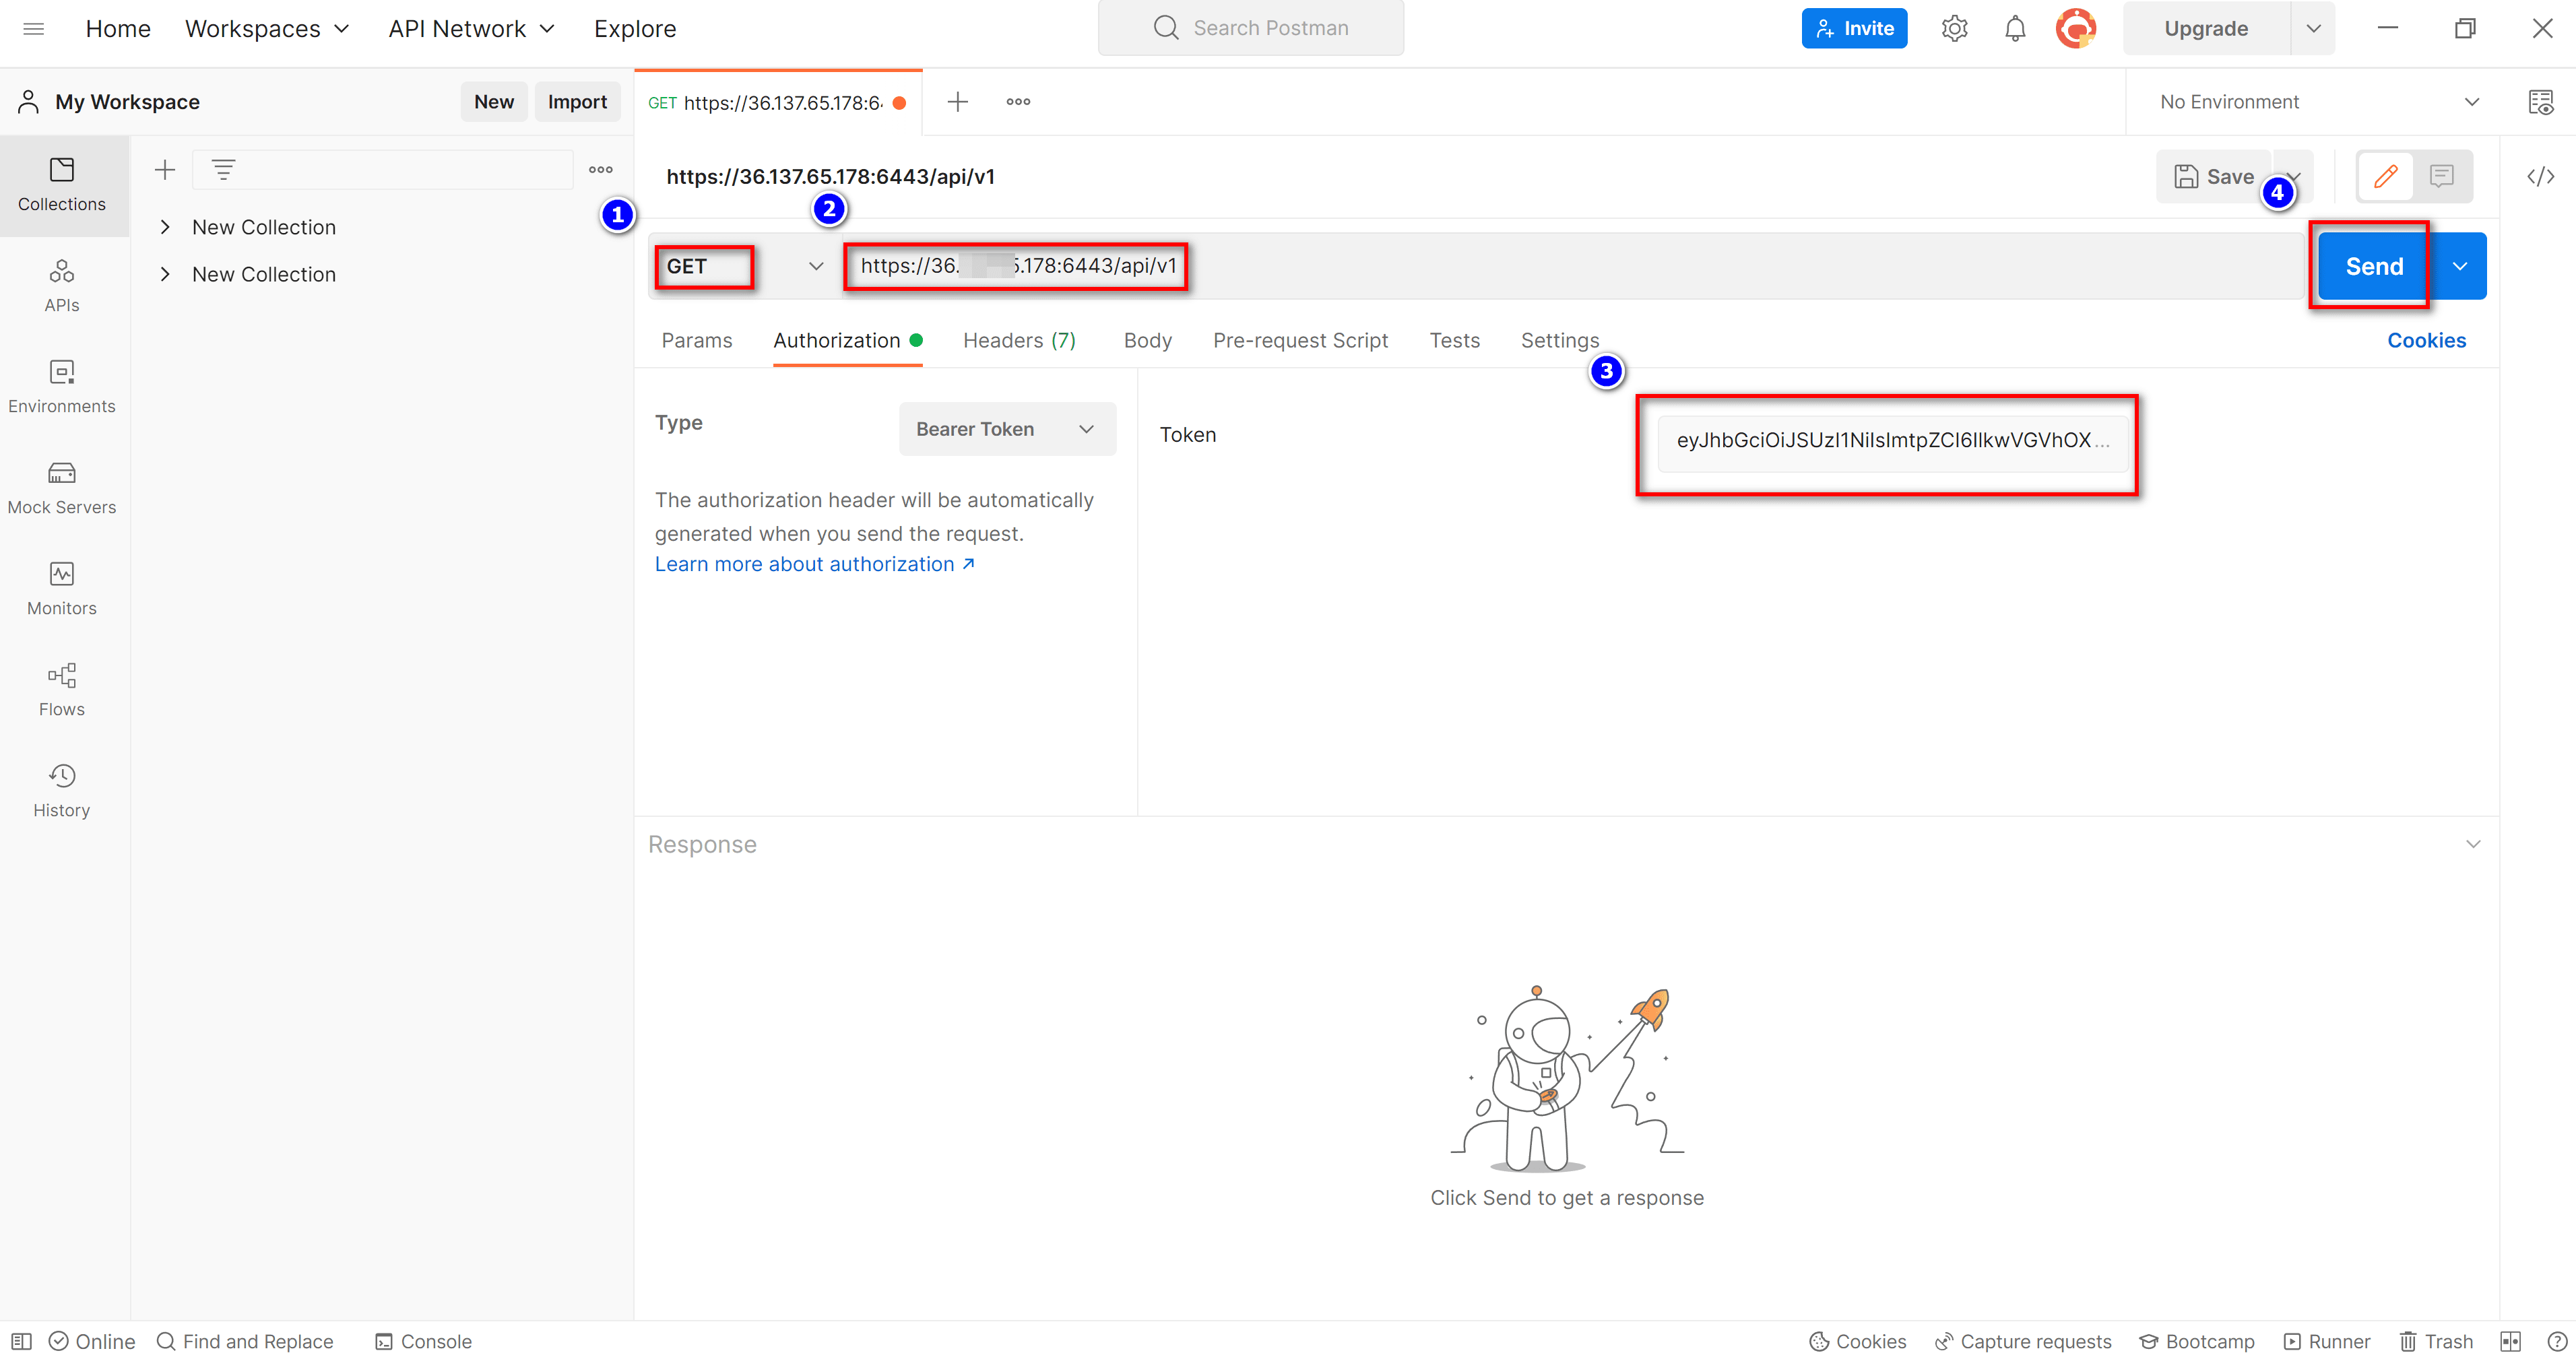 Home Workspaces API Network Explore Search Postman Invite Upgrade
My Workspace New Import GET https://36.137.65.178:6 No Environment
Collections
APIs
Environments
Mock Servers
Monitors
Flows
History
New Collection
New Collection
https://36.137.65.178:6443/api/v1 Save
1 2 4
GET https://36. 5.178:6443/api/v1 Send
Params Authorization Headers (7) Body Pre-request Script Tests Settings Cookies
3
Type Bearer Token
The authorization header will be automatically
generated when you send the request.
Learn more about authorization ↗
Token eyJhbGciOiJSUzI1NiIsImtpZCI6IlkwVGVhOX...
Response
Click Send to get a response
Online Find and Replace Console Cookies Capture requests Bootcamp Runner Trash